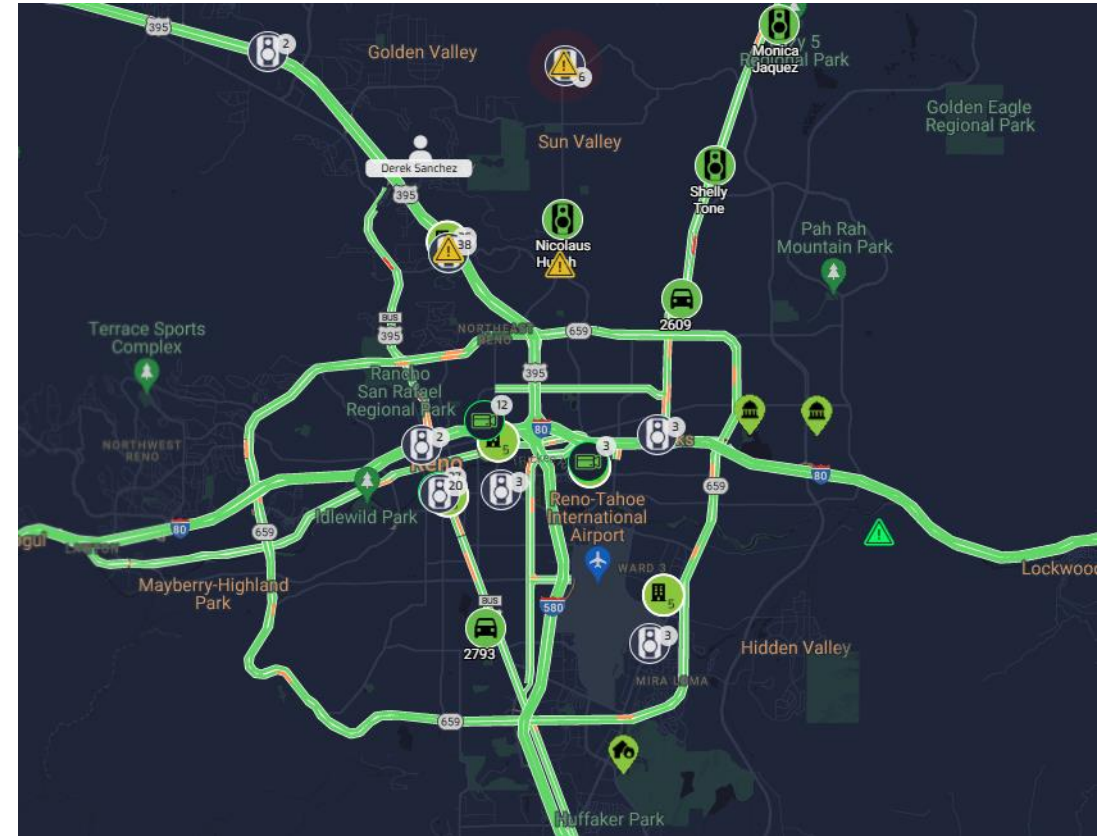 395
2
Golden Valley
Monica
Jaquez
y 5
Regional Park
6
Golden Eagle
Regional Park
Sun Valley
Derek Sanchez
395
Shelly
Tone
38
Nicolaus
Pah Rah
Mountain Park
2609
Terrace Sports
Complex
BUS
395
NORTHEAST
RENO
659
395
Rancho
San Rafael
Regional Park
12
NORTHWEST
RENO
2
80
5
3
3
KS
Reno
20
3
80
659
Idlewild Park
Reno-Tahoe
International
Airport
80
659
WARD 3
Lockwood
Mayberry-Highland
Park
BUS
580
5
2793
3
Hidden Valley
MIRA LOMA
659
Huffaker Park